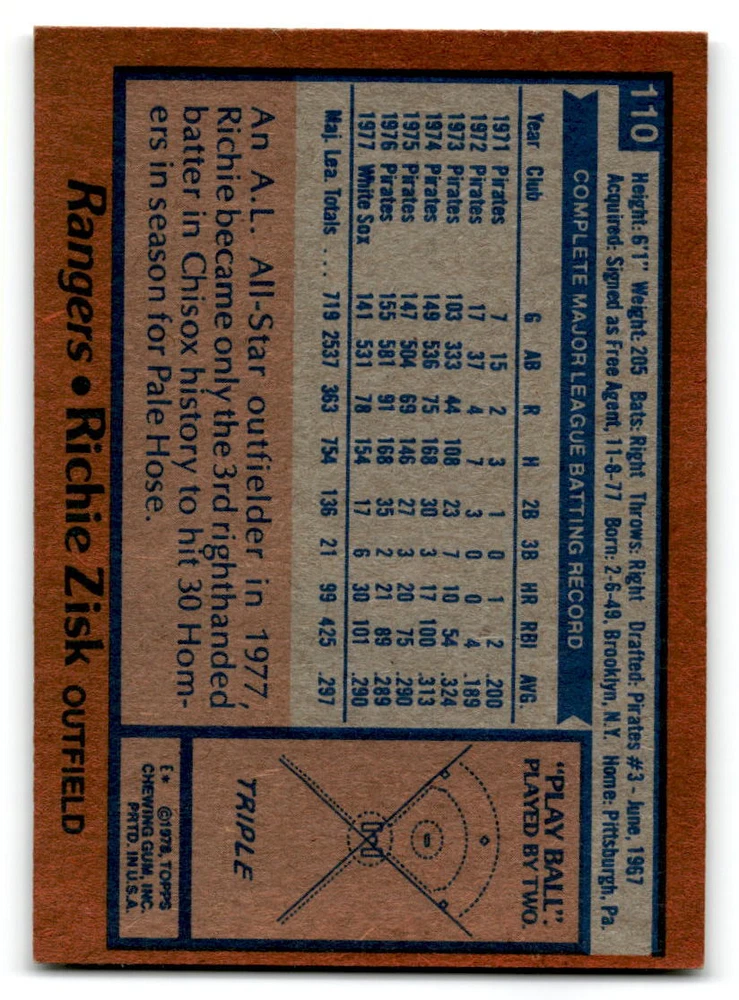 110
Height: 6'1" Weight: 205 Bats: Right Throws: Right Drafted: Pirates #3 - June, 1967
Acquired: Signed as Free Agent, 11-8-77 Born: 2-6-49, Brooklyn, N.Y. Home: Pittsburgh, Pa.
COMPLETE MAJOR LEAGUE BATTING RECORD
Year Club G AB R H 2B 3B HR RBI AVG.
1971 Pirates 7 15 2 3 1 0 1 2 .200
1972 Pirates 17 37 4 7 3 0 0 4 .189
1973 Pirates 103 333 44 108 23 7 10 54 .324
1974 Pirates 149 536 75 168 30 3 17 100 .313
1975 Pirates 147 504 69 146 27 3 20 75 .290
1976 Pirates 155 581 91 168 35 2 21 89 .289
1977 White Sox 141 531 78 154 17 6 30 101 .290
Maj. Lea. Totals .... 719 2537 363 754 136 21 99 425 .297
An A.L. All-Star outfielder in 1977,
Richie became only the 3rd righthanded
batter in Chisox history to hit 30 Hom-
ers in season for Pale Hose.
"PLAY BALL":
PLAYED BY TWO.
TRIPLE
E* ©1978, TOPPS
CHEWING GUM, INC.
PRTD. IN U.S.A.
Rangers • Richie Zisk OUTFIELD